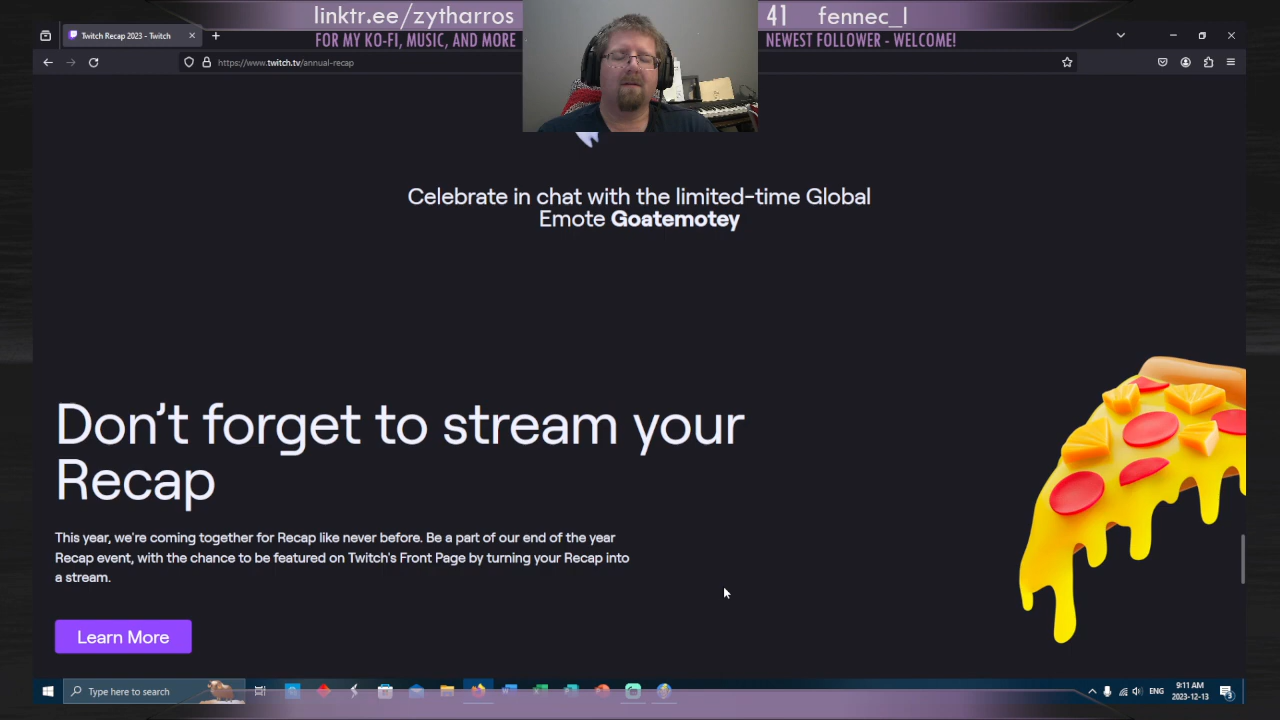 linktr.ee/zytharros
FOR MY KO-FI, MUSIC, AND MORE
41 fennec_l
NEWEST FOLLOWER - WELCOME!
Twitch Recap 2023 - Twitch
https://www.twitch.tv/annual-recap
Celebrate in chat with the limited-time Global
Emote Goatemotey
Don't forget to stream your
Recap
This year, we're coming together for Recap like never before. Be a part of our end of the year
Recap event, with the chance to be featured on Twitch's Front Page by turning your Recap into
a stream.
Learn More
Type here to search
ENG
9:11 AM
2023-12-13
3